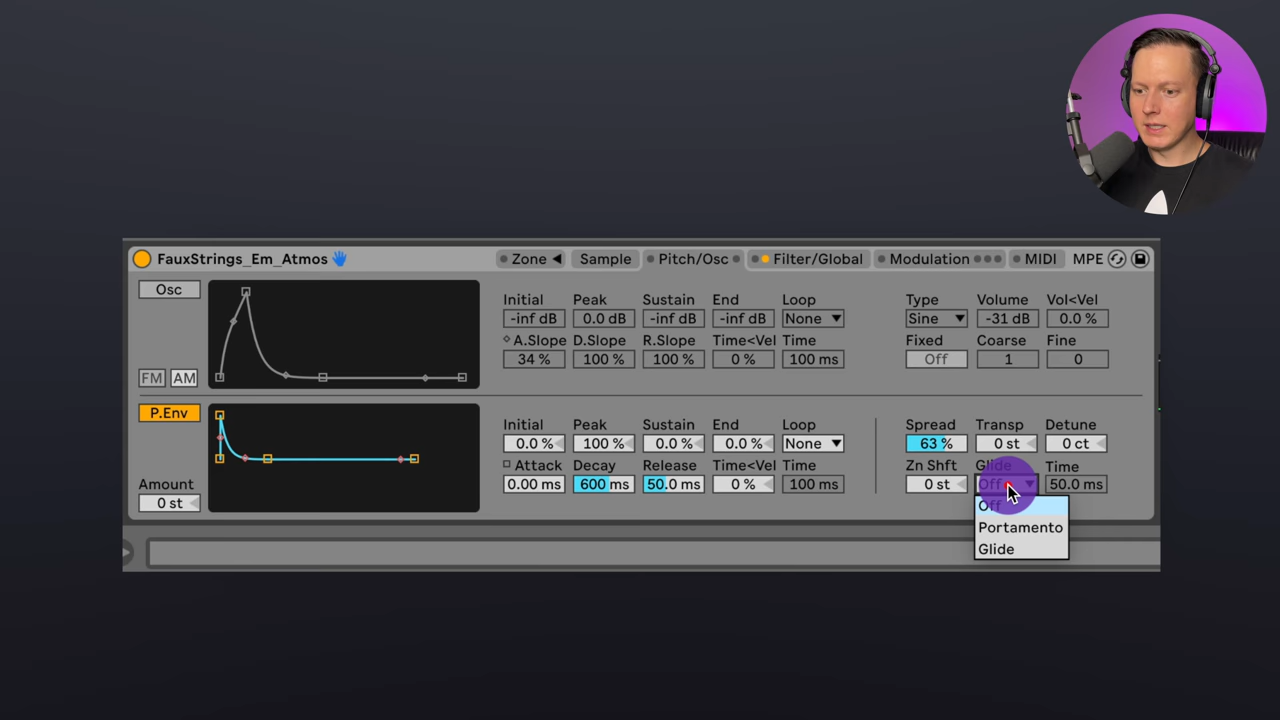 FauxStrings_Em_Atmos Zone Sample Pitch/Osc Filter/Global Modulation MIDI MPE
Osc
FM AM
Initial Peak Sustain End Loop
-inf dB 0.0 dB -inf dB -inf dB None
A.Slope D.Slope R.Slope Time<Vel Time
34 % 100 % 100 % 0 % 100 ms
Type Volume Vol<Vel
Sine -31 dB 0.0 %
Fixed Coarse Fine
Off 1 0
P.Env
Amount
0 st
Initial Peak Sustain End Loop
0.0 % 100 % 0.0 % 0.0 % None
Attack Decay Release Time<Vel Time
0.00 ms 600 ms 50.0 ms 0 % 100 ms
Spread Transp Detune
63 % 0 st 0 ct
Zn Shft Glide Time
0 st Off 50.0 ms
Off
Portamento
Glide